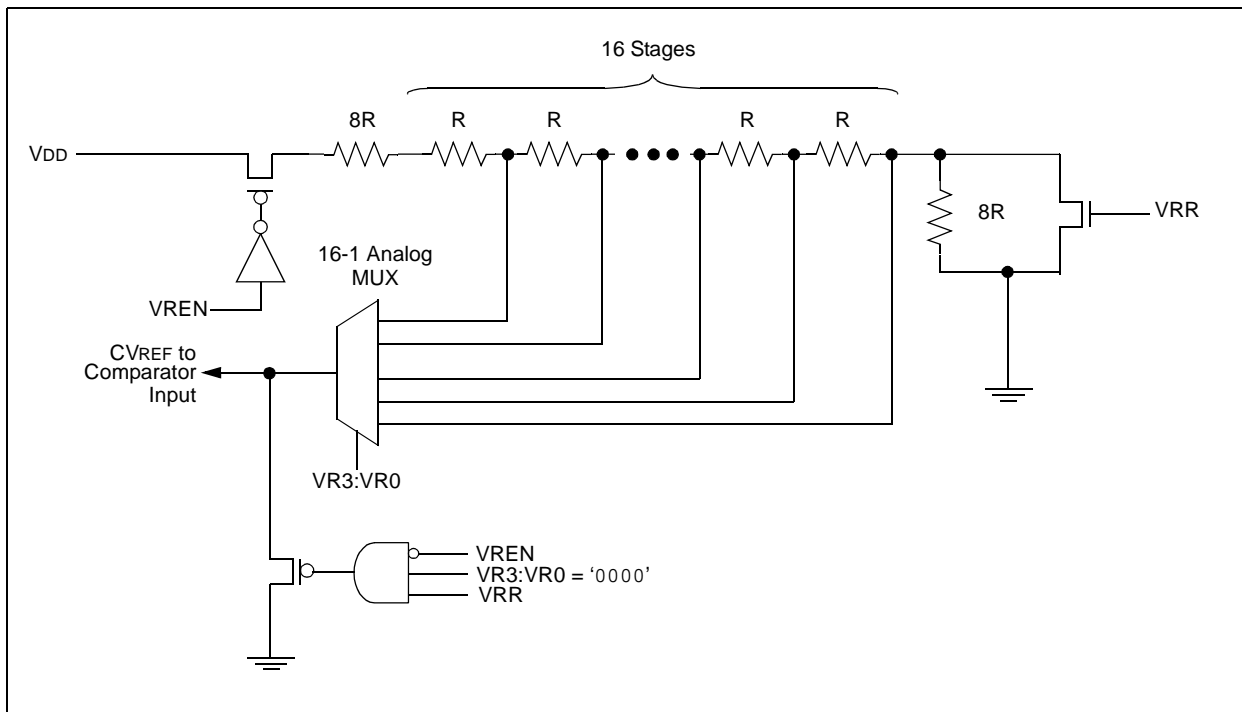 16 Stages
8R
R
R
R
R
VDD
8R
VRR
16-1 Analog
MUX
VREN
CVREF to
Comparator
Input
VR3:VR0
VREN
VR3:VR0 = ‘0000’
VRR